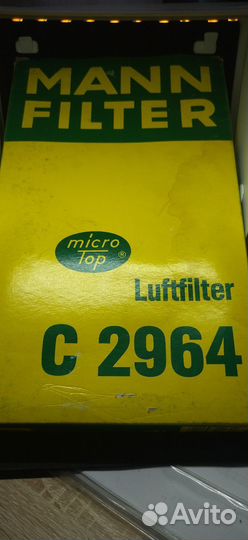 MANN
FILTER
micro
Top®
Luftfilter
C 2964
Avito